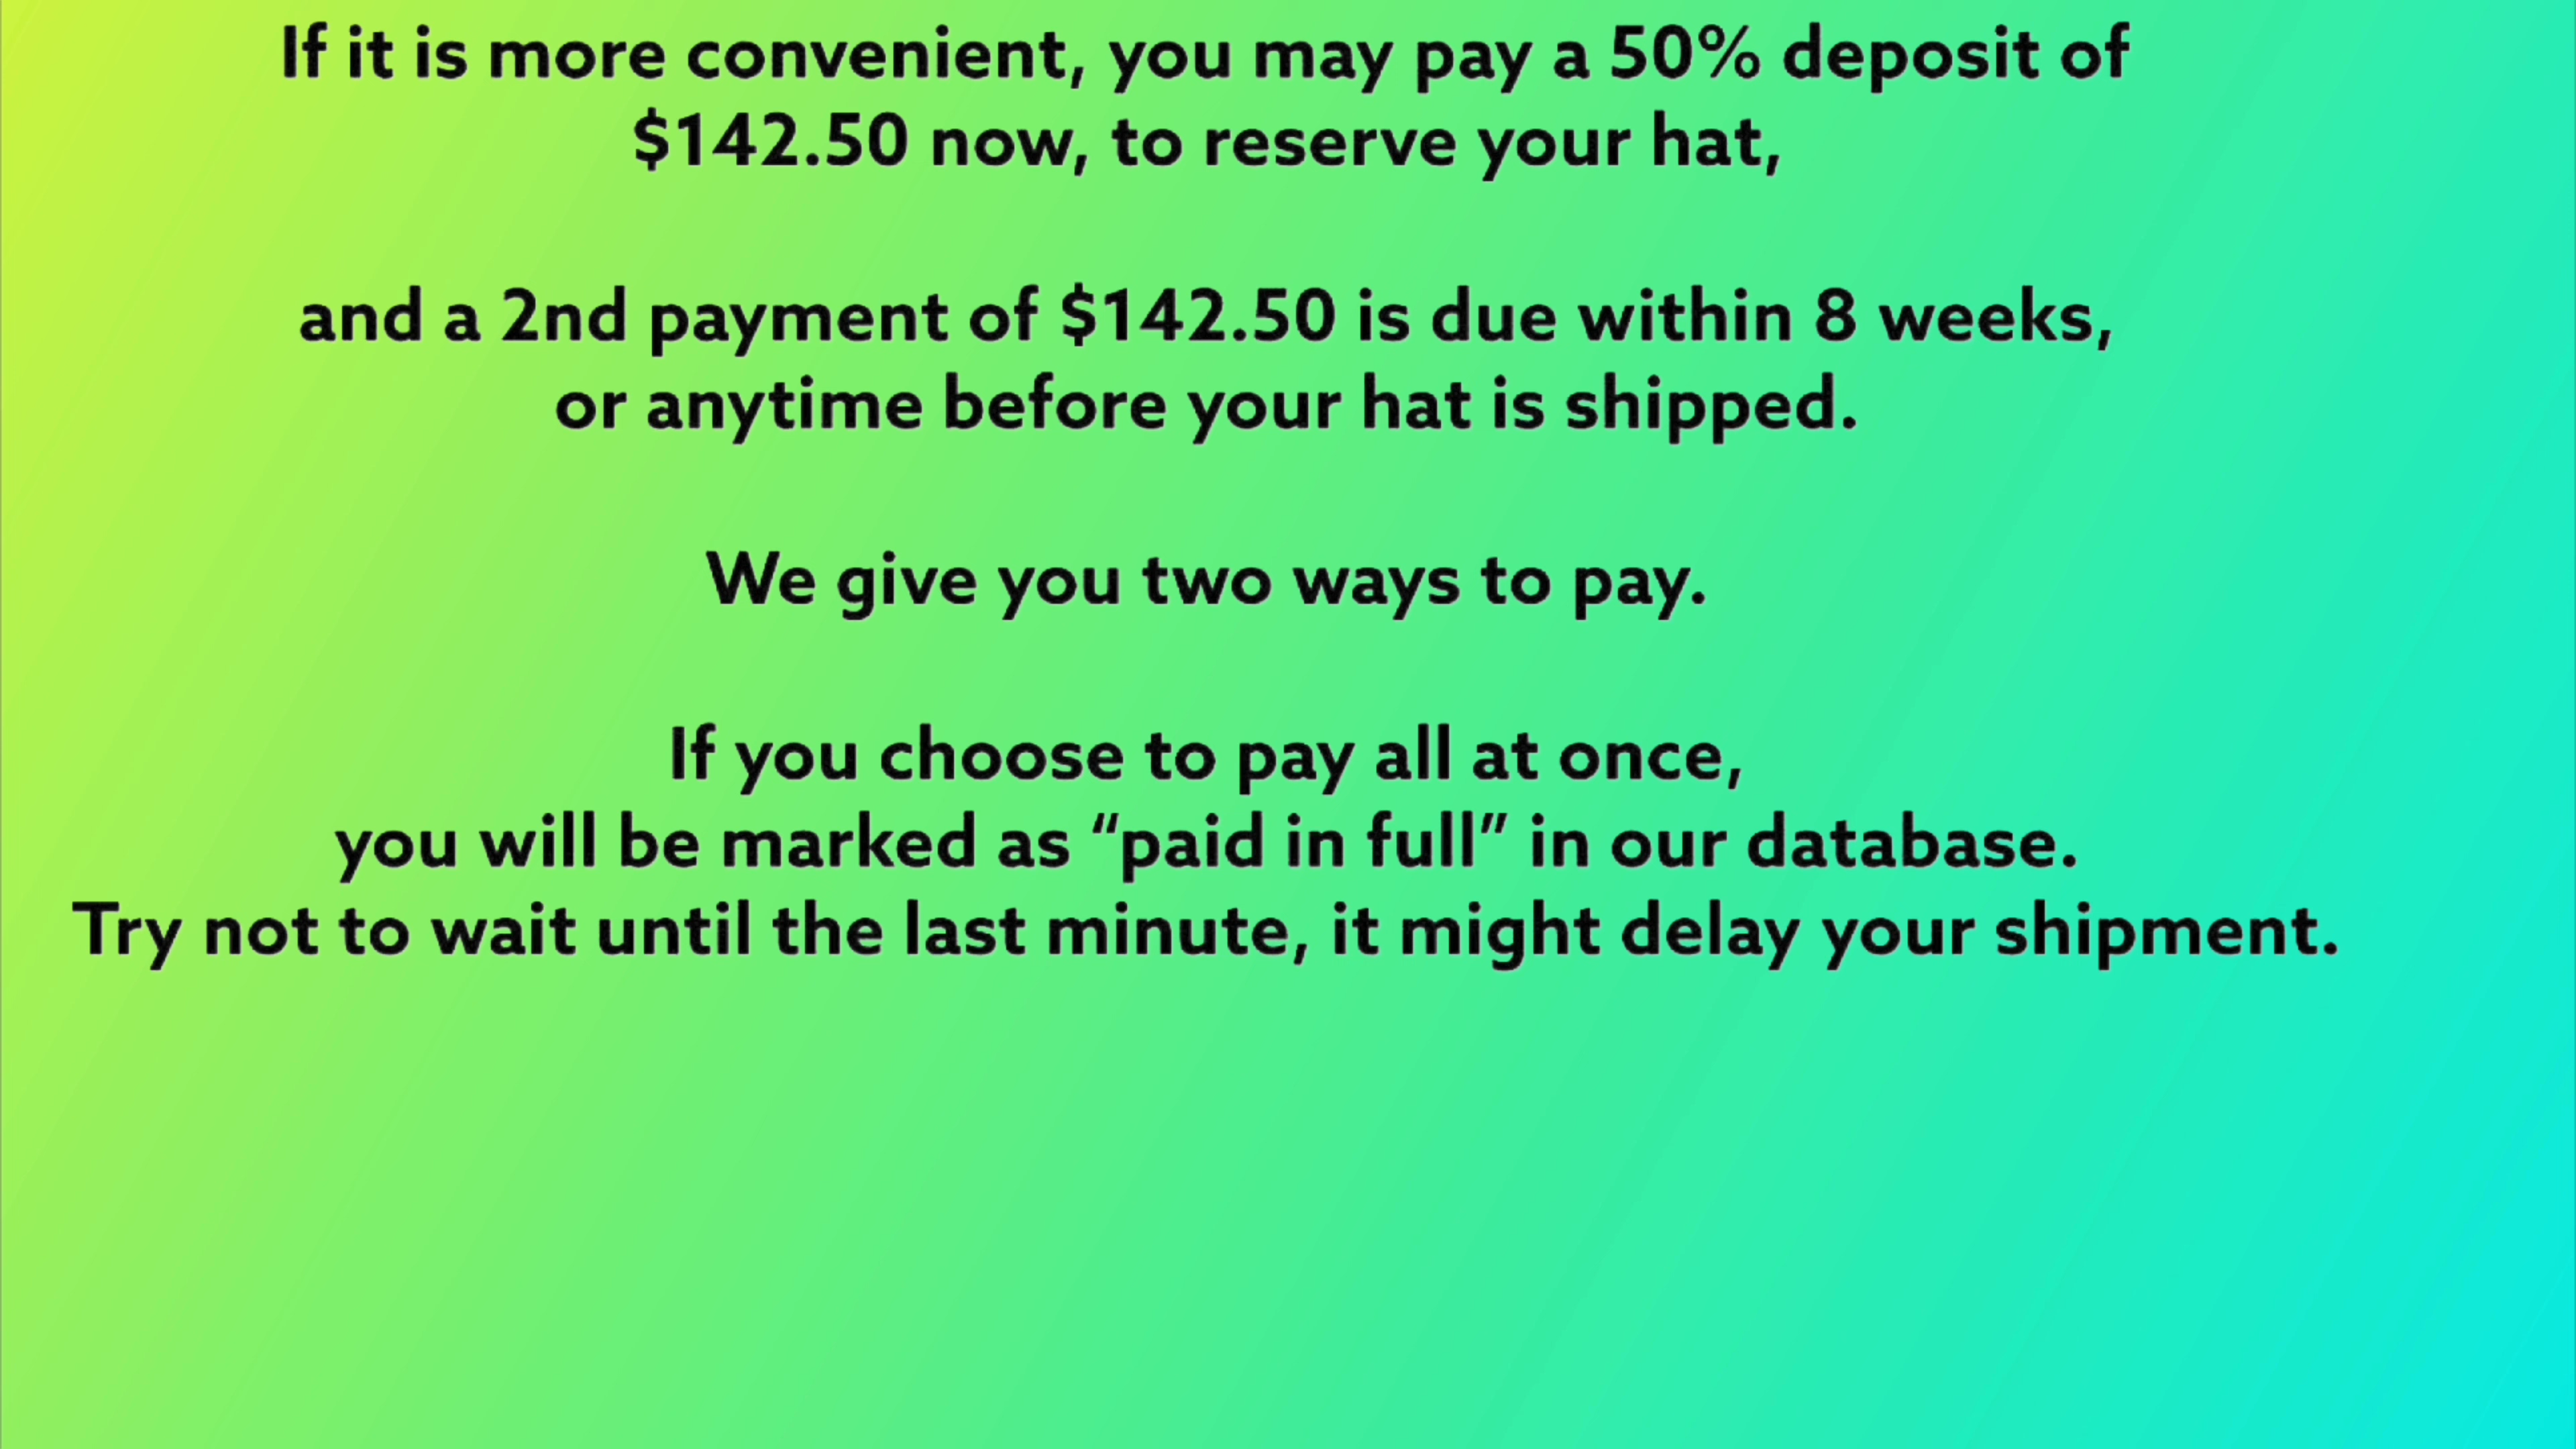 If it is more convenient, you may pay a 50% deposit of
$142.50 now, to reserve your hat,
and a 2nd payment of $142.50 is due within 8 weeks,
or anytime before your hat is shipped.
We give you two ways to pay.
If you choose to pay all at once,
you will be marked as “paid in full” in our database.
Try not to wait until the last minute, it might delay your shipment.